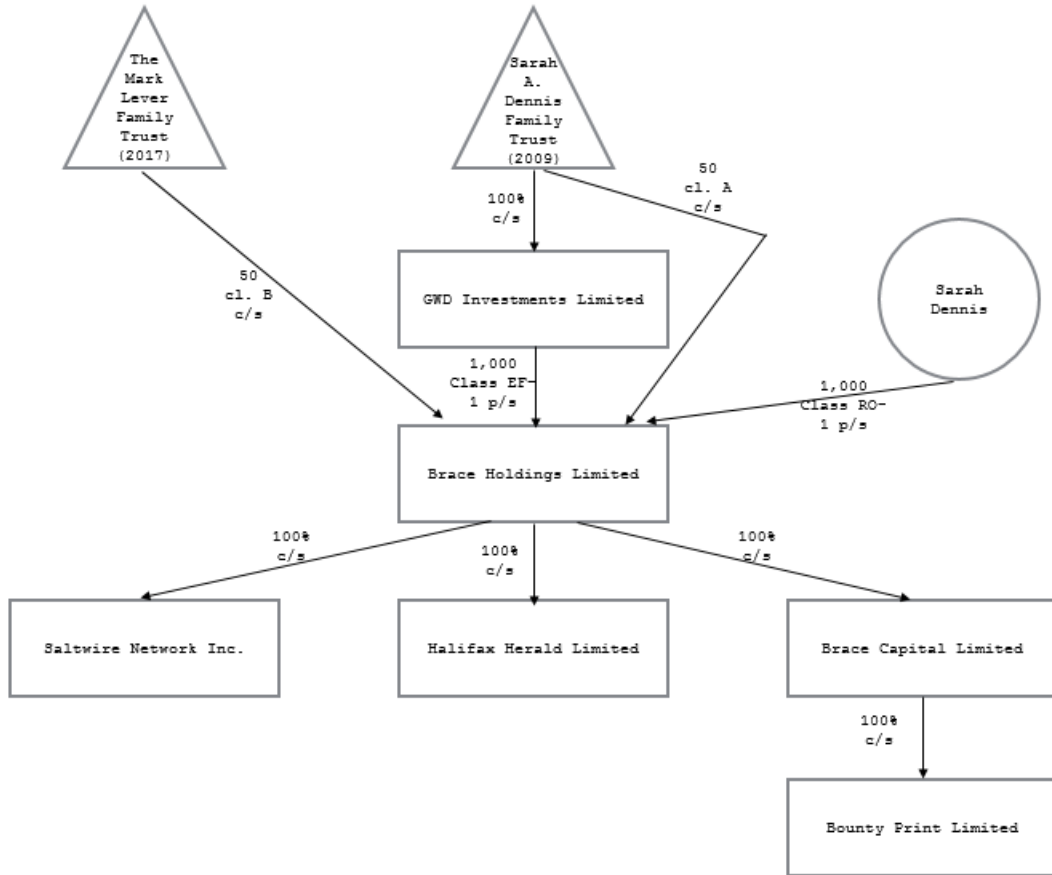 The
Mark
Lever
Family
Trust
(2017)
Sarah
A.
Dennis
Family
Trust
(2009)
50
cl. A
c/s
100%
c/s
50
cl. B
c/s
GWD Investments Limited
Sarah
Dennis
1,000
Class EF-
1 p/s
1,000
Class RO-
1 p/s
Brace Holdings Limited
100%
c/s
100%
c/s
100%
c/s
Saltwire Network Inc.
Halifax Herald Limited
Brace Capital Limited
100%
c/s
Bounty Print Limited